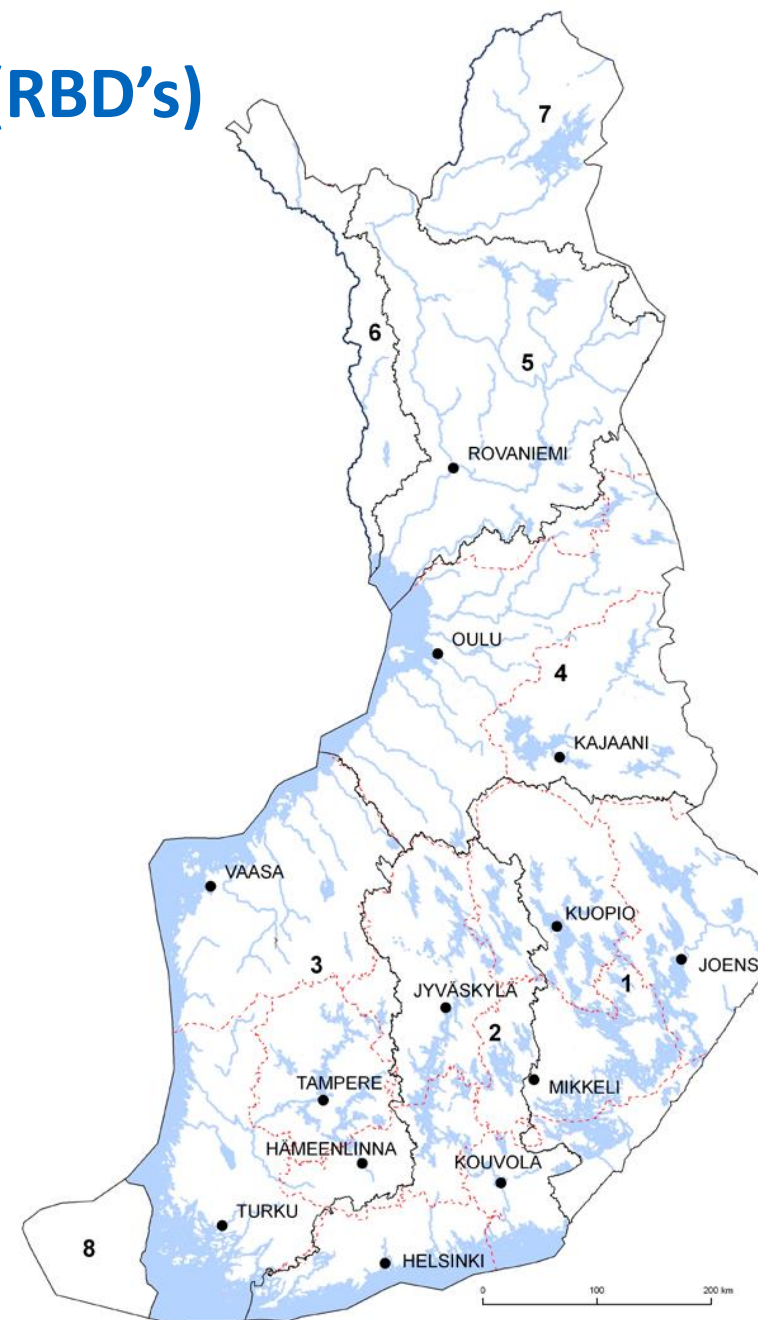 (RBD's)
7
6
5
ROVANIEMI
OULU
4
KAJAANI
VAASA
KUOPIO
JOENS
3
1
JYVÄSKYLÄ
2
TAMPERE
MIKKELI
HÄMEENLINNA
KOUVOLA
TURKU
8
HELSINKI
0 100 200 km